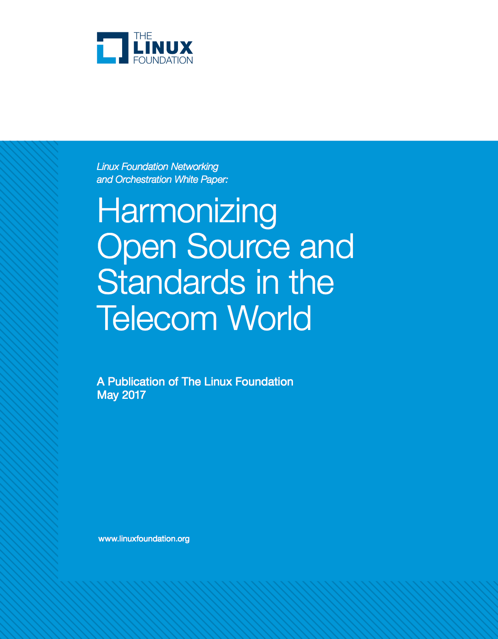 THE
LINUX
FOUNDATION
Linux Foundation Networking
and Orchestration White Paper:
Harmonizing
Open Source and
Standards in the
Telecom World
A Publication of The Linux Foundation
May 2017
www.linuxfoundation.org